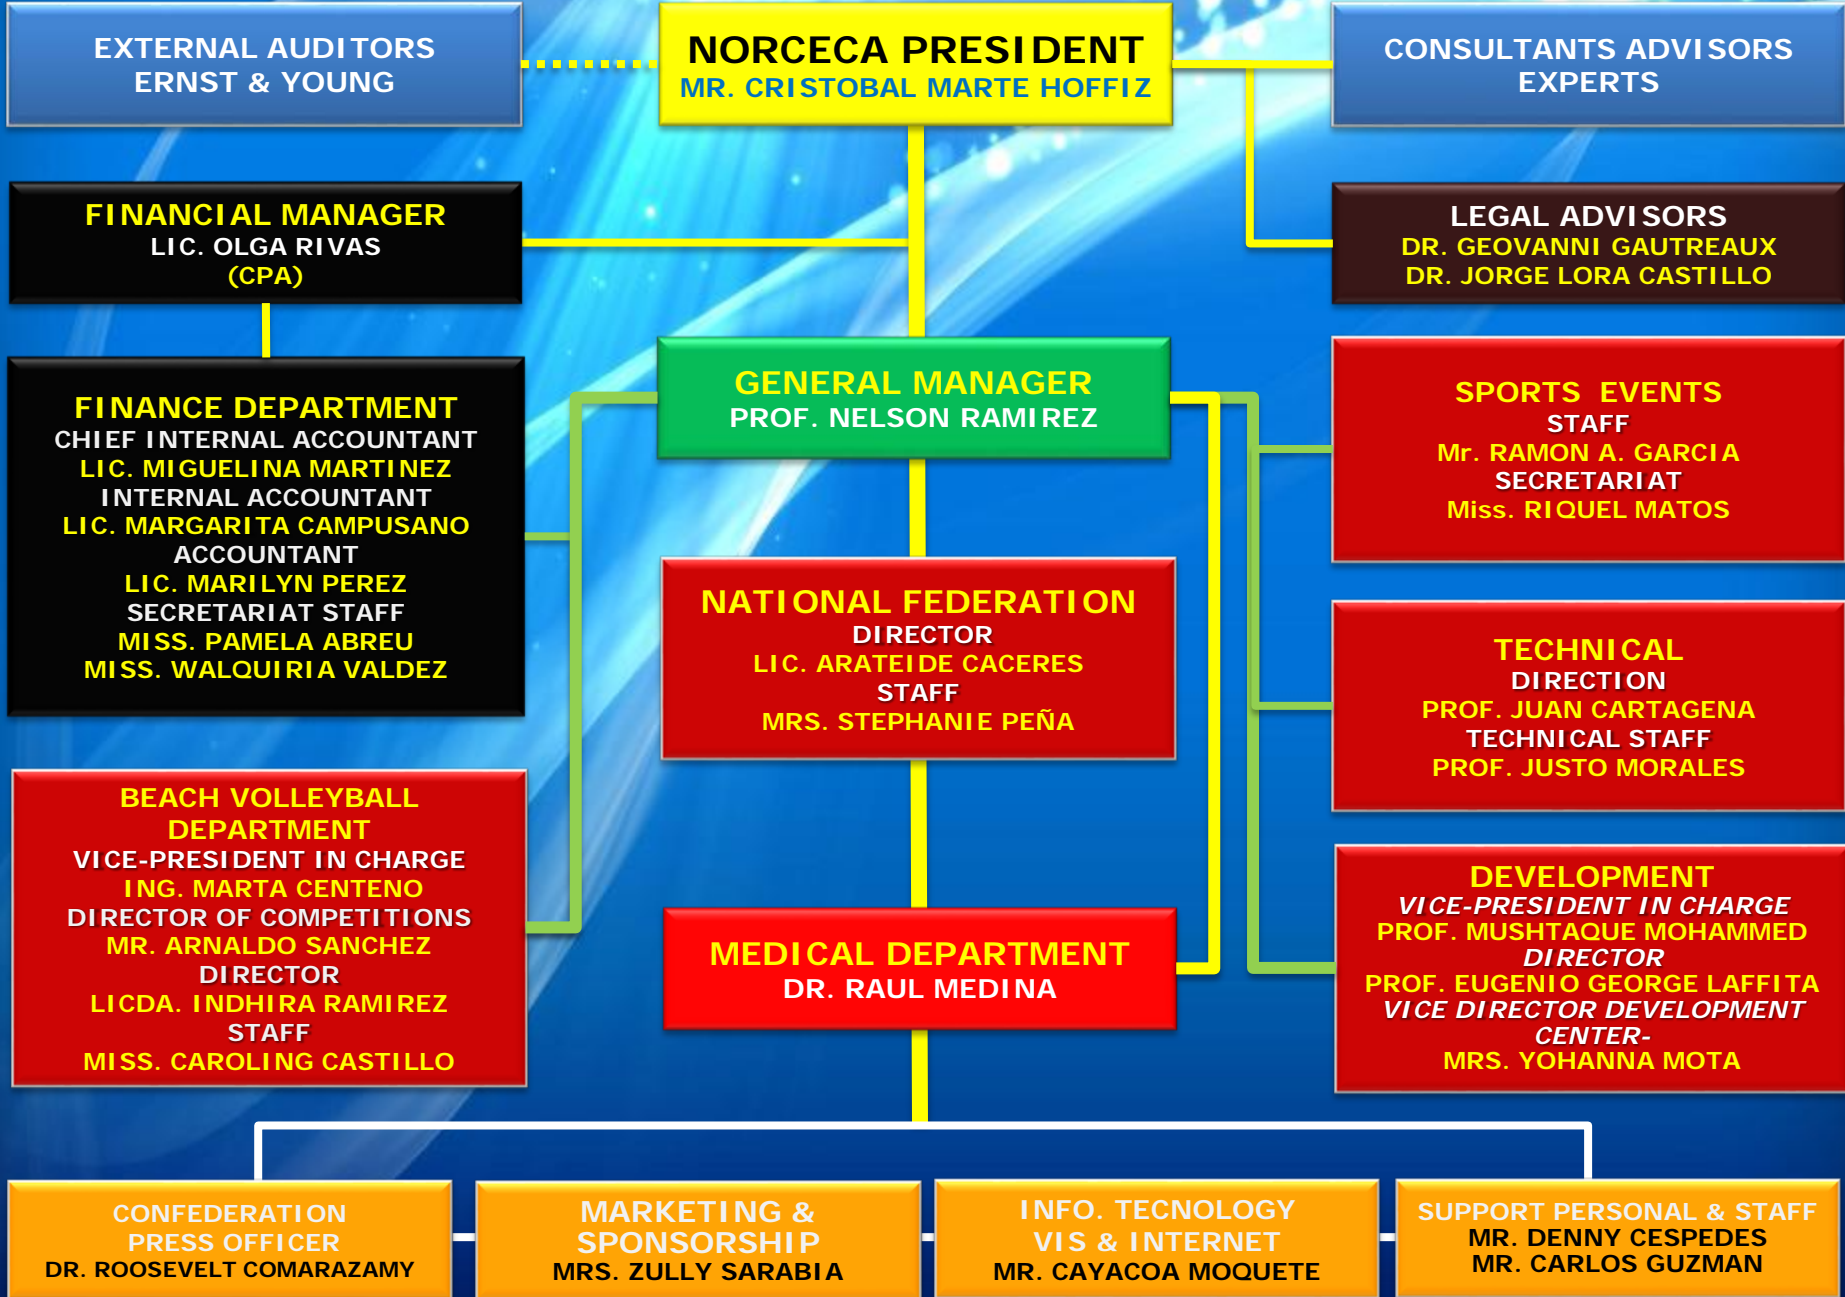 EXTERNAL AUDITORS
ERNST & YOUNG
NORCECA PRESIDENT
MR. CRISTOBAL MARTE HOFFIZ
CONSULTANTS ADVISORS
EXPERTS
FINANCIAL MANAGER
LIC. OLGA RIVAS
(CPA)
LEGAL ADVISORS
DR. GEOVANNI GAUTREAUX
DR. JORGE LORA CASTILLO
FINANCE DEPARTMENT
CHIEF INTERNAL ACCOUNTANT
LIC. MIGUELINA MARTINEZ
INTERNAL ACCOUNTANT
LIC. MARGARITA CAMPUSANO
ACCOUNTANT
LIC. MARILYN PEREZ
SECRETARIAT STAFF
MISS. PAMELA ABREU
MISS. WALQUIRIA VALDEZ
GENERAL MANAGER
PROF. NELSON RAMIREZ
SPORTS EVENTS
STAFF
Mr. RAMON A. GARCIA
SECRETARIAT
Miss. RIQUEL MATOS
NATIONAL FEDERATION
DIRECTOR
LIC. ARATEIDE CACERES
STAFF
MRS. STEPHANIE PEÑA
TECHNICAL
DIRECTION
PROF. JUAN CARTAGENA
TECHNICAL STAFF
PROF. JUSTO MORALES
BEACH VOLLEYBALL
DEPARTMENT
VICE-PRESIDENT IN CHARGE
ING. MARTA CENTENO
DIRECTOR OF COMPETITIONS
MR. ARNALDO SANCHEZ
DIRECTOR
LICDA. INDHIRA RAMIREZ
STAFF
MISS. CAROLING CASTILLO
MEDICAL DEPARTMENT
DR. RAUL MEDINA
DEVELOPMENT
VICE-PRESIDENT IN CHARGE
PROF. MUSHTAQUE MOHAMMED
DIRECTOR
PROF. EUGENIO GEORGE LAFFITA
VICE DIRECTOR DEVELOPMENT
CENTER-
MRS. YOHANNA MOTA
CONFEDERATION
PRESS OFFICER
DR. ROOSEVELT COMARAZAMY
MARKETING &
SPONSORSHIP
MRS. ZULLY SARABIA
INFO. TECNOLOGY
VIS & INTERNET
MR. CAYACOA MOQUETE
SUPPORT PERSONAL & STAFF
MR. DENNY CESPEDES
MR. CARLOS GUZMAN